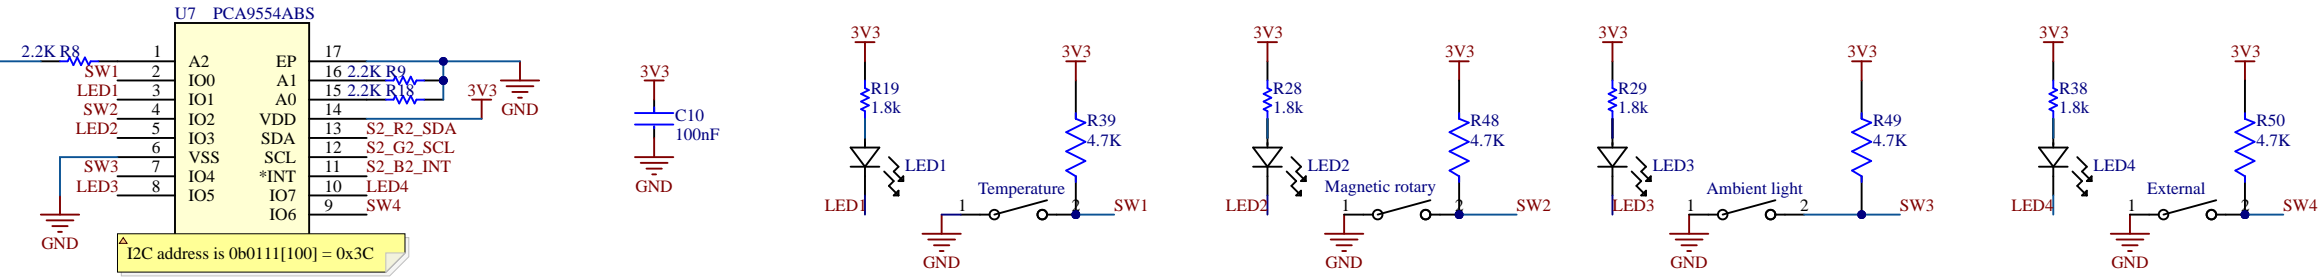 U7 PCA9554ABS
2.2K R8
1 A2
SW1 2 IO0
LED1 3 IO1
SW2 4 IO2
LED2 5 IO3
6 VSS
SW3 7 IO4
LED3 8 IO5
GND
EP 17
A1 16 2.2K R9
A0 15 2.2K R18
VDD 14
3V3
GND
SDA 13 S2_R2_SDA
SCL 12 S2_G2_SCL
*INT 11 S2_B2_INT
IO7 10 LED4
IO6 9 SW4
I2C address is 0b0111[100] = 0x3C
3V3
C10
100nF
GND
3V3
R19
1.8k
LED1
LED1
3V3
R39
4.7K
Temperature
1 2 SW1
GND
3V3
R28
1.8k
LED2
LED2
3V3
R48
4.7K
Magnetic rotary
1 2 SW2
GND
3V3
R29
1.8k
LED3
LED3
3V3
R49
4.7K
Ambient light
1 2 SW3
GND
3V3
R38
1.8k
LED4
LED4
3V3
R50
4.7K
External
1 2 SW4
GND